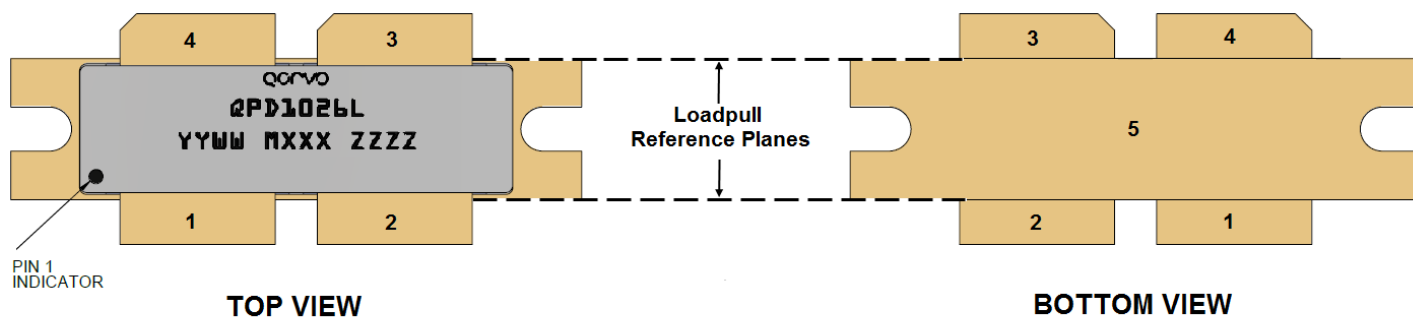 4 3
qorvo
QPD1026L
YYWW MXXX ZZZZ
1 2
PIN 1
INDICATOR
TOP VIEW
Loadpull
Reference Planes
3 4
5
2 1
BOTTOM VIEW